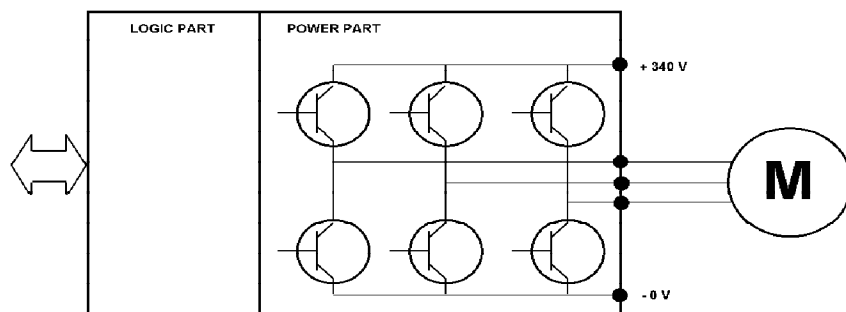 LOGIC PART
POWER PART
+ 340 V
M
- 0 V